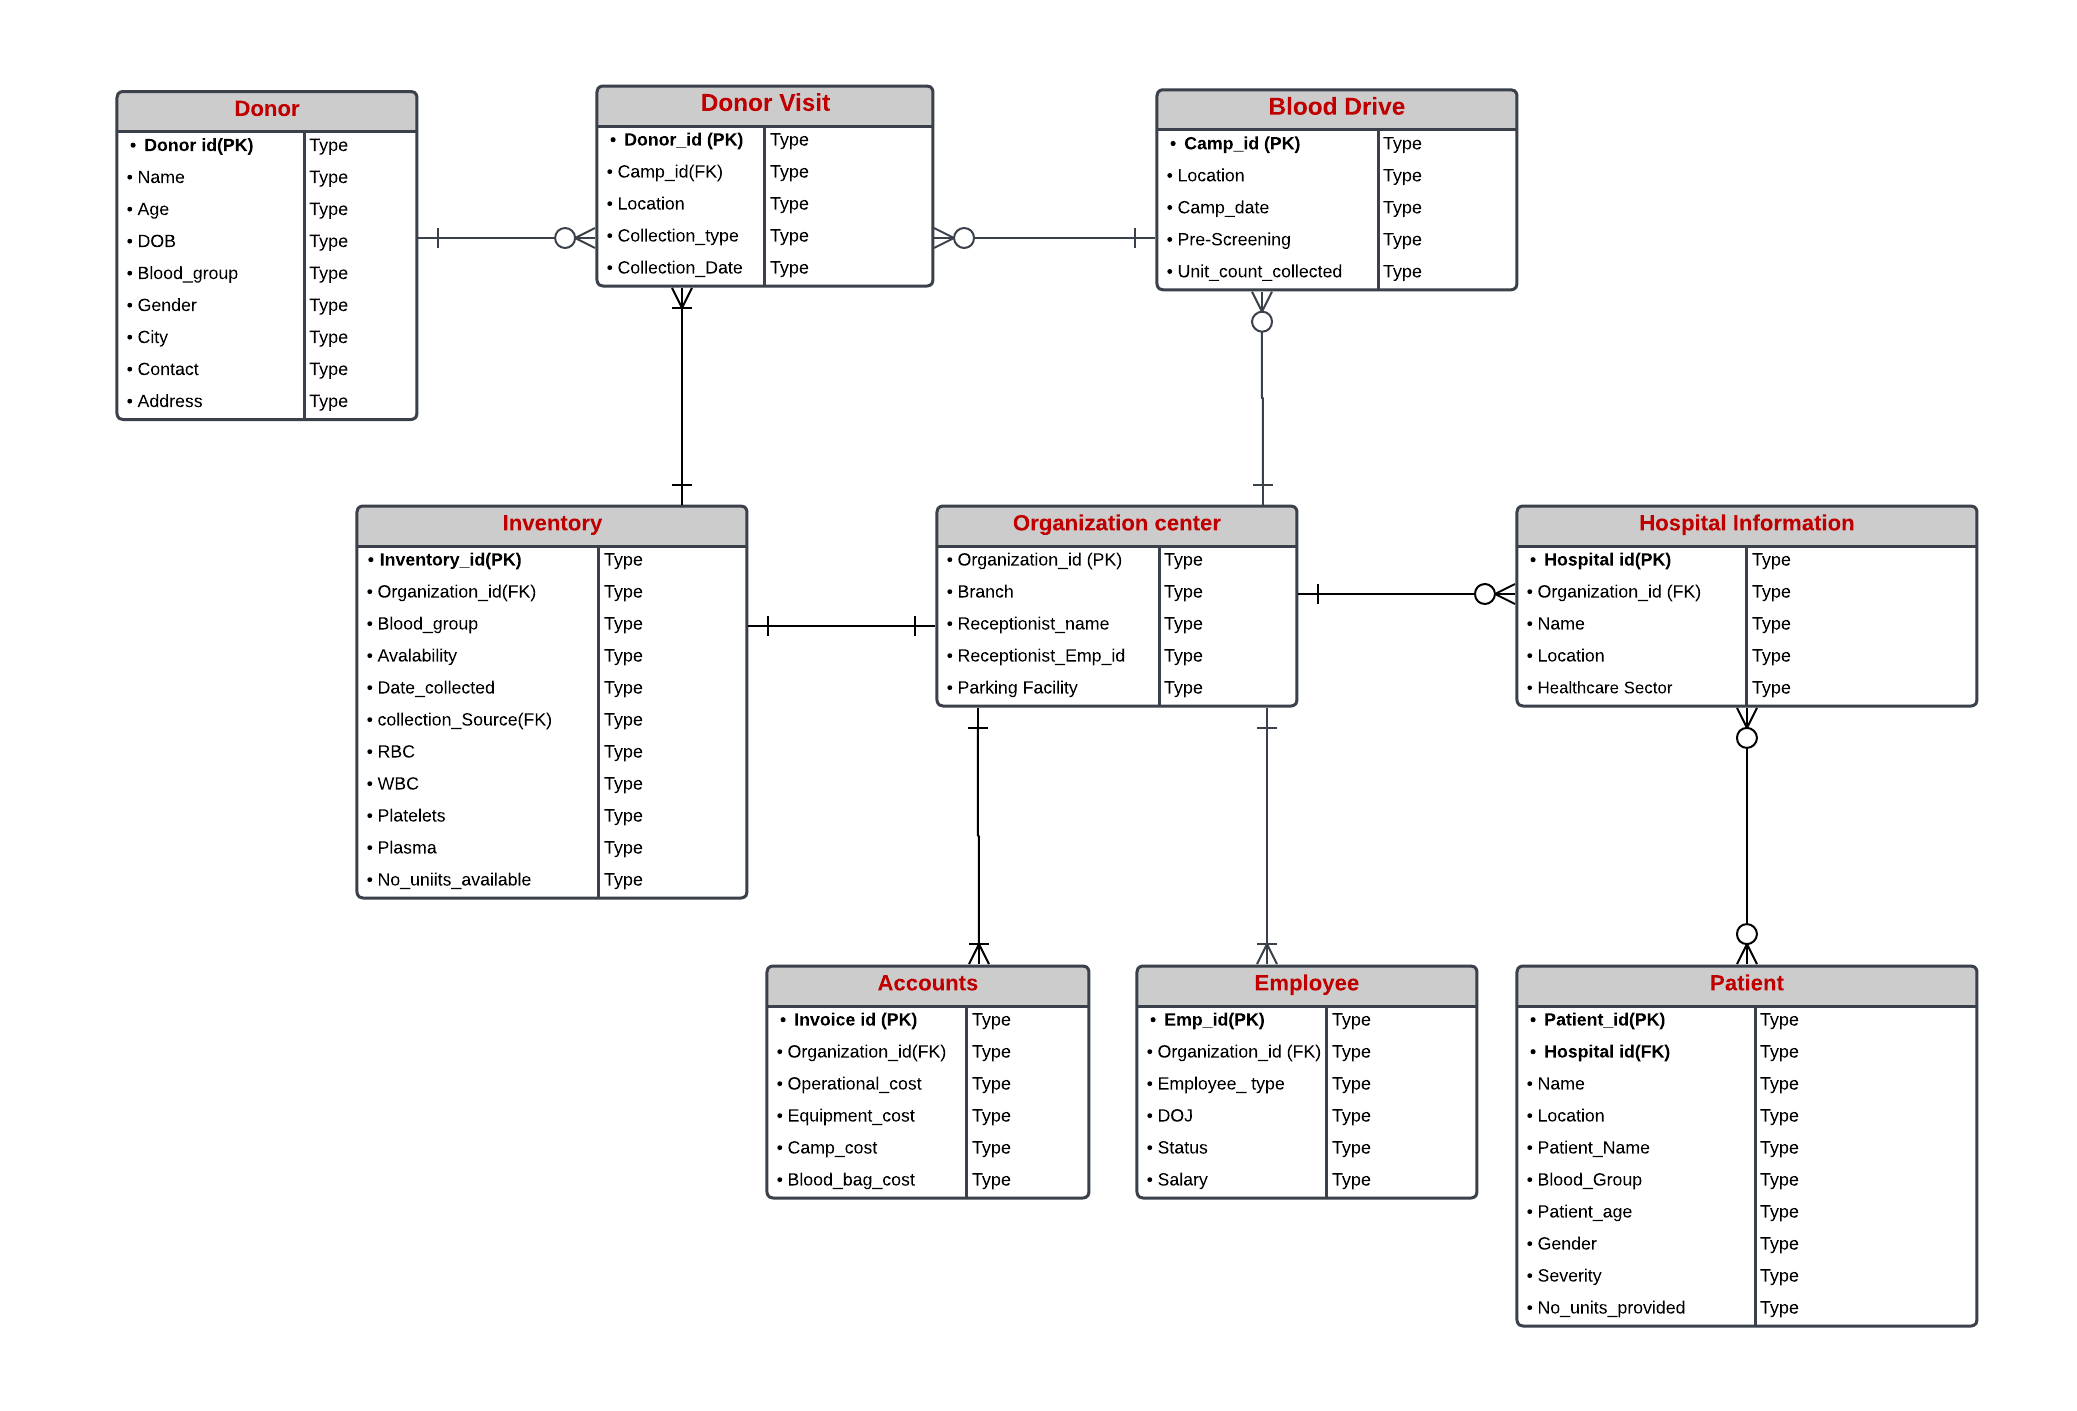 Donor
• Donor id(PK) Type
• Name Type
• Age Type
• DOB Type
• Blood_group Type
• Gender Type
• City Type
• Contact Type
• Address Type
Donor Visit
• Donor_id (PK) Type
• Camp_id(FK) Type
• Location Type
• Collection_type Type
• Collection_Date Type
Blood Drive
• Camp_id (PK) Type
• Location Type
• Camp_date Type
• Pre-Screening Type
• Unit_count_collected Type
Inventory
• Inventory_id(PK) Type
• Organization_id(FK) Type
• Blood_group Type
• Avalability Type
• Date_collected Type
• collection_Source(FK) Type
• RBC Type
• WBC Type
• Platelets Type
• Plasma Type
• No_uniits_available Type
Organization center
• Organization_id (PK) Type
• Branch Type
• Receptionist_name Type
• Receptionist_Emp_id Type
• Parking Facility Type
Hospital Information
• Hospital id(PK) Type
• Organization_id (FK) Type
• Name Type
• Location Type
• Healthcare Sector Type
Accounts
• Invoice id (PK) Type
• Organization_id(FK) Type
• Operational_cost Type
• Equipment_cost Type
• Camp_cost Type
• Blood_bag_cost Type
Employee
• Emp_id(PK) Type
• Organization_id (FK) Type
• Employee_ type Type
• DOJ Type
• Status Type
• Salary Type
Patient
• Patient_id(PK) Type
• Hospital id(FK) Type
• Name Type
• Location Type
• Patient_Name Type
• Blood_Group Type
• Patient_age Type
• Gender Type
• Severity Type
• No_units_provided Type